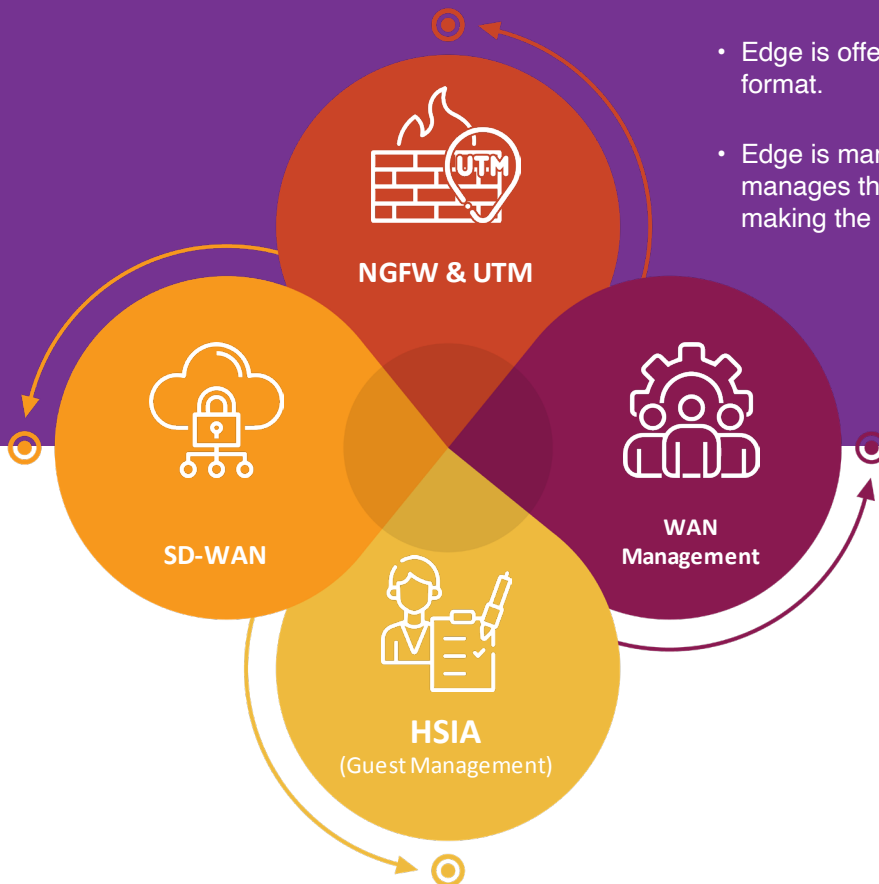 • Edge is offe
format.
• Edge is mar
manages th
making the
UTM
NGFW & UTM
SD-WAN
WAN
Management
HSIA
(Guest Management)